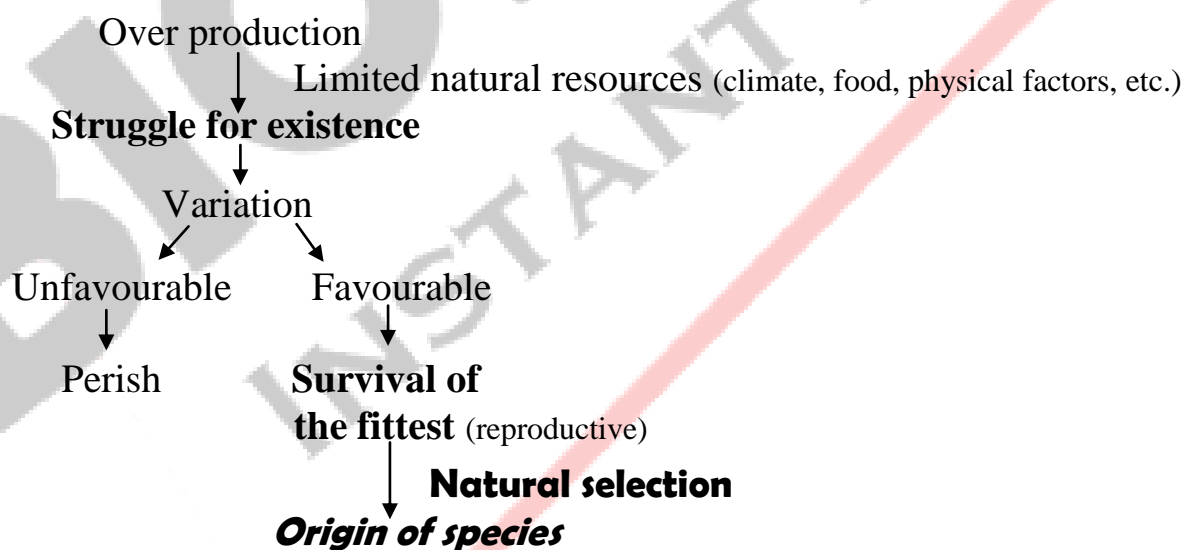 Over production
Limited natural resources (climate, food, physical factors, etc.)
Struggle for existence
Variation
Unfavourable Favourable
Perish Survival of
the fittest (reproductive)
Natural selection
Origin of species
INSTANT